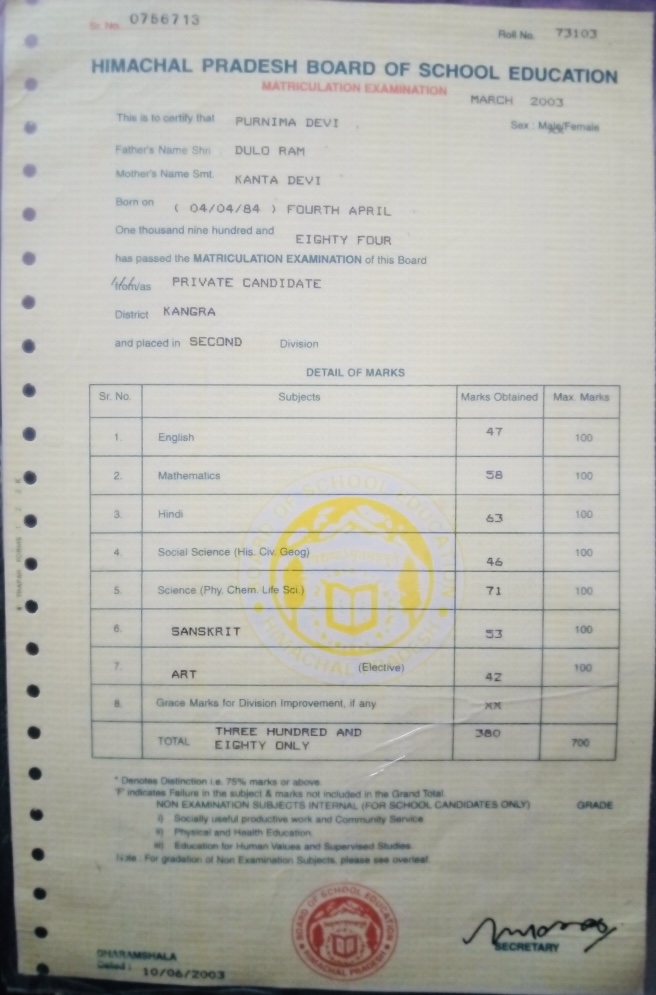 Sr. No. 0756713
Roll No. 73103
HIMACHAL PRADESH BOARD OF SCHOOL EDUCATION
MATRICULATION EXAMINATION
MARCH 2003
This is to certify that PURNIMA DEVI Sex : Male/Female
Father's Name Shri DULO RAM
Mother's Name Smt. KANTA DEVI
Born on ( 04/04/84 ) FOURTH APRIL
One thousand nine hundred and EIGHTY FOUR
has passed the MATRICULATION EXAMINATION of this Board
from/as PRIVATE CANDIDATE
District KANGRA
and placed in SECOND Division
DETAIL OF MARKS
Sr. No. Subjects Marks Obtained Max. Marks
1. English 47 100
2. Mathematics 58 100
3. Hindi 63 100
4. Social Science (His. Civ. Geog) 46 100
5. Science (Phy. Chem. Life Sci.) 71 100
6. SANSKRIT 53 100
7. ART (Elective) 42 100
8. Grace Marks for Division Improvement, if any XX
TOTAL THREE HUNDRED AND EIGHTY ONLY 380 700
* Denotes Distinction i.e. 75% marks or above.
'F' indicates Failure in the subject & marks not included in the Grand Total.
NON EXAMINATION SUBJECTS INTERNAL (FOR SCHOOL CANDIDATES ONLY) GRADE
i) Socially useful productive work and Community Service
ii) Physical and Health Education
iii) Education for Human Values and Supervised Studies
Note : For gradation of Non Examination Subjects, please see overleaf.
BOARD OF SCHOOL EDUCATION
HIMACHAL PRADESH
SECRETARY
DHARAMSHALA
Dated : 10/06/2003